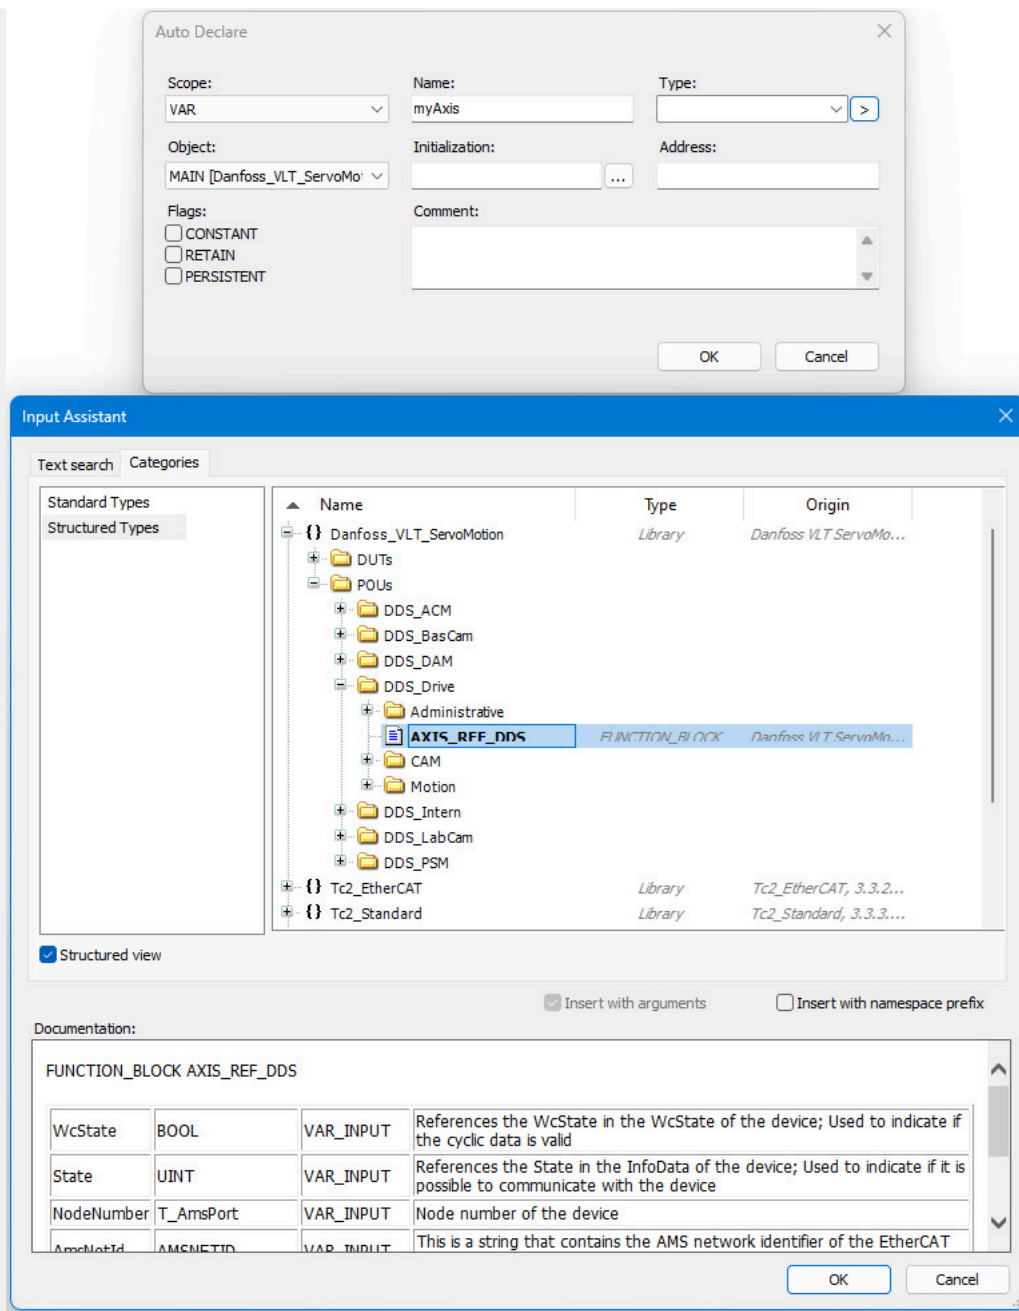 Auto Declare
Scope: Name: Type:
VAR myAxis >
Object: Initialization: Address:
MAIN [Danfoss_VLT_ServoMot ...
Flags: Comment:
CONSTANT
RETAIN
PERSISTENT
OK Cancel
Input Assistant
Text search Categories
Standard Types
Structured Types
Name Type Origin
{} Danfoss_VLT_ServoMotion Library Danfoss VLT ServoMo...
DUTs
POUs
DDS_ACM
DDS_BasCam
DDS_DAM
DDS_Drive
Administrative
AXIS_REF_DDS FUNCTION_BLOCK Danfoss VLT ServoMo...
CAM
Motion
DDS_Intern
DDS_LabCam
DDS_PSM
{} Tc2_EtherCAT Library Tc2_EtherCAT, 3.3.2...
{} Tc2_Standard Library Tc2_Standard, 3.3.3....
Structured view
Insert with arguments Insert with namespace prefix
Documentation:
FUNCTION_BLOCK AXIS_REF_DDS
WcState BOOL VAR_INPUT References the WcState in the WcState of the device; Used to indicate if
the cyclic data is valid
State UINT VAR_INPUT References the State in the InfoData of the device; Used to indicate if it is
possible to communicate with the device
NodeNumber T_AmsPort VAR_INPUT Node number of the device
AmsNetId AMSNETID VAR_INPUT This is a string that contains the AMS network identifier of the EtherCAT
OK Cancel